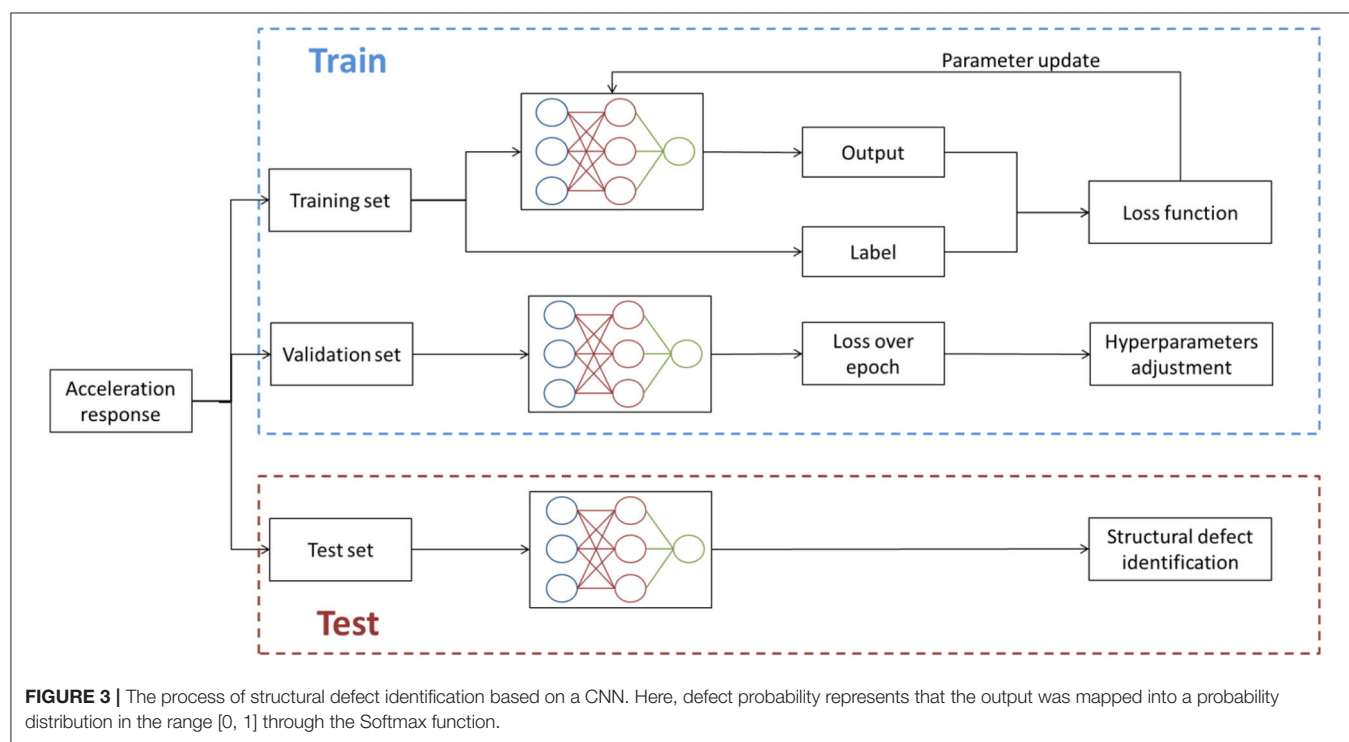 Train
Parameter update
Output
Training set
Loss function
Label
Validation set
Loss over
epoch
Hyperparameters
adjustment
Acceleration
response
Test set
Structural defect
identification
Test
FIGURE 3 | The process of structural defect identification based on a CNN. Here, defect probability represents that the output was mapped into a probability
distribution in the range [0, 1] through the Softmax function.